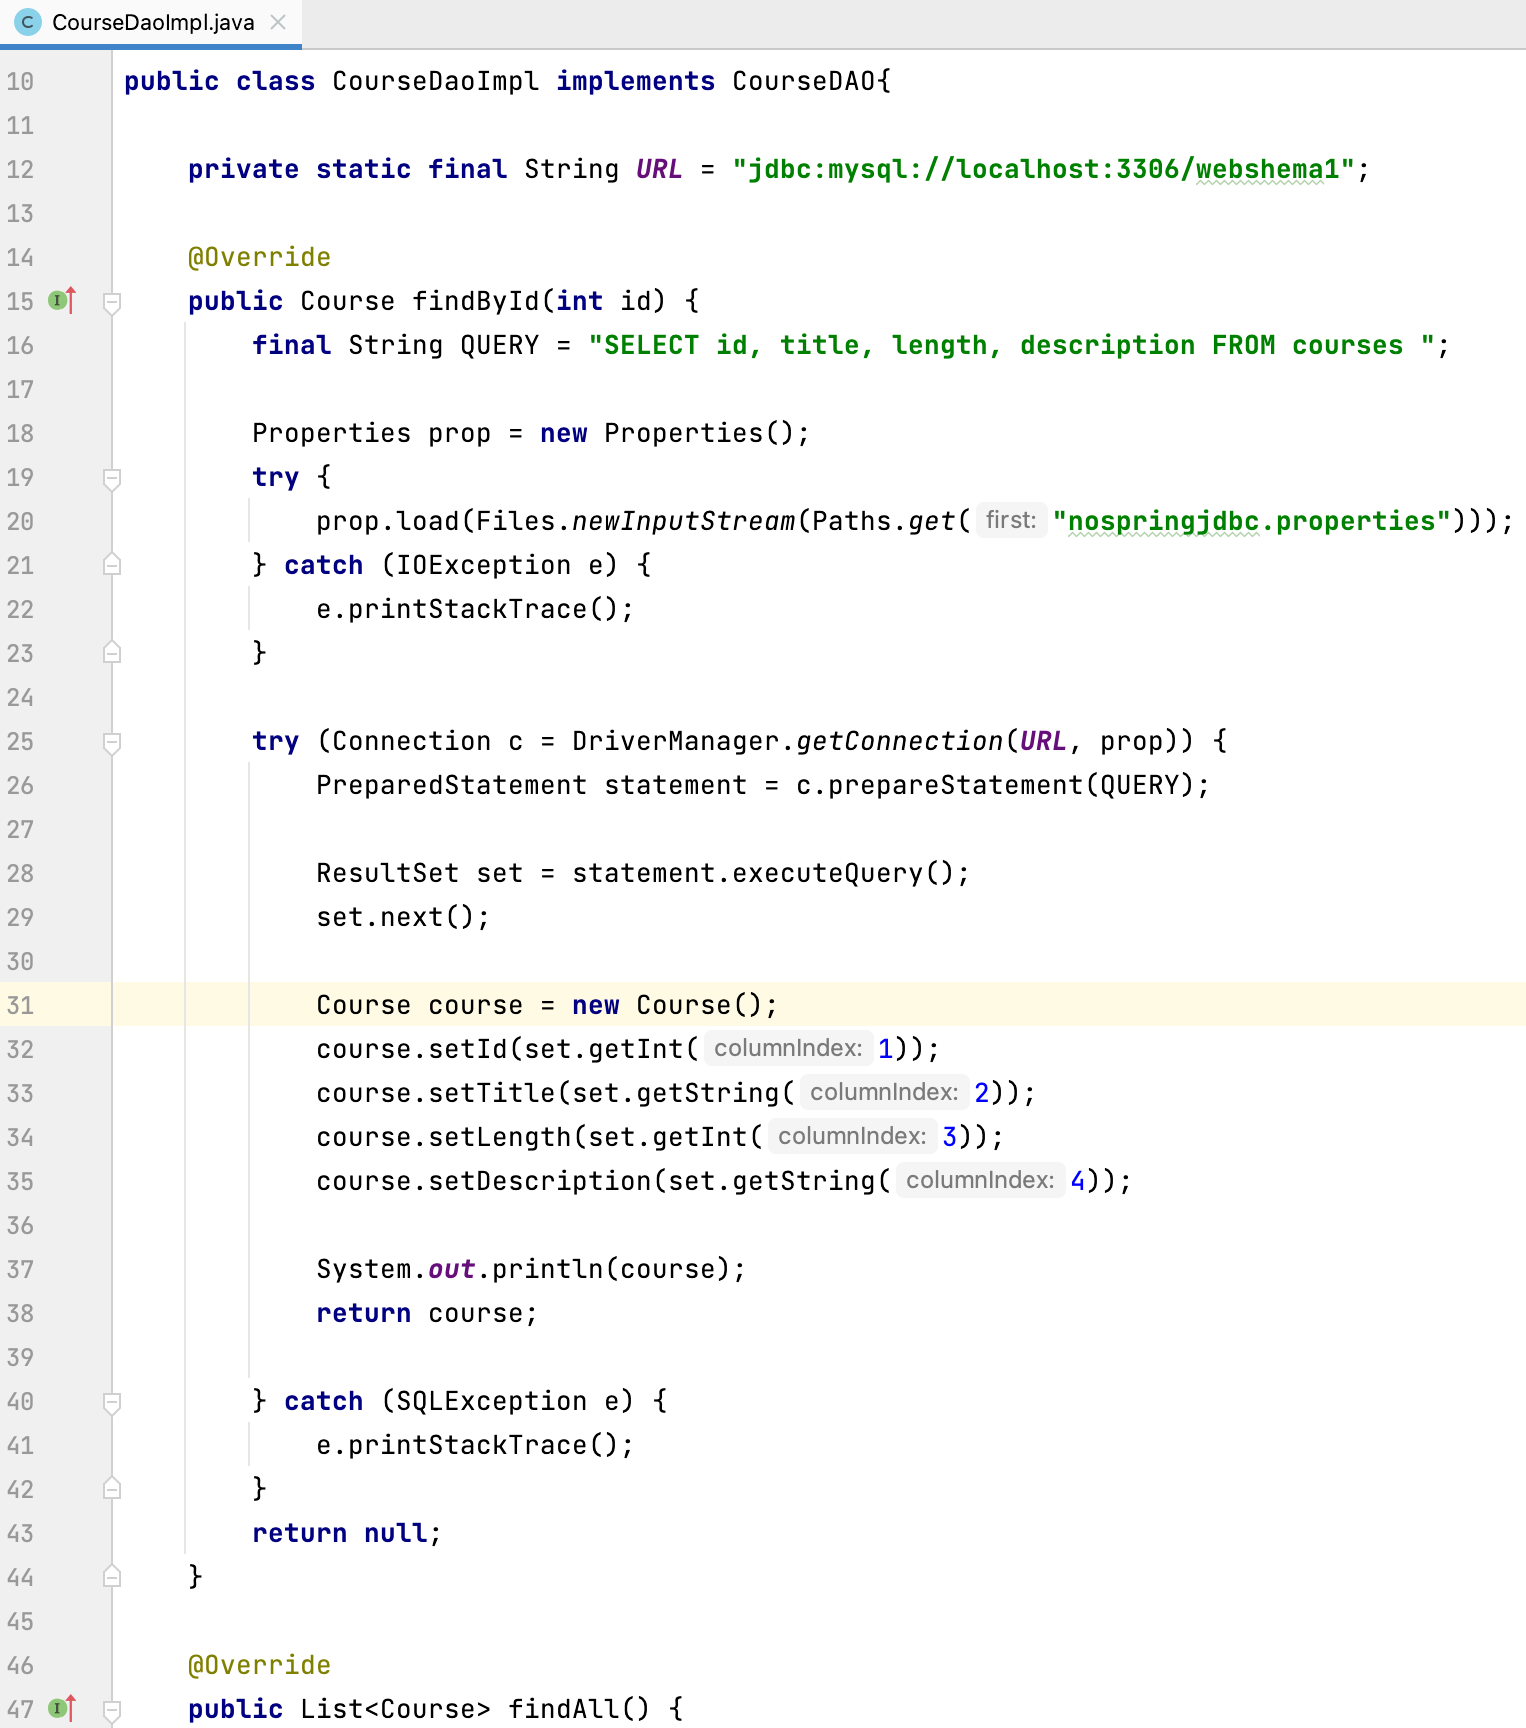 CourseDaoImpl.java
10 public class CourseDaoImpl implements CourseDAO{
11
12 private static final String URL = "jdbc:mysql://localhost:3306/webshema1";
13
14 @Override
15 public Course findById(int id) {
16 final String QUERY = "SELECT id, title, length, description FROM courses ";
17
18 Properties prop = new Properties();
19 try {
20 prop.load(Files.newInputStream(Paths.get( first: "nospringjdbc.properties")));
21 } catch (IOException e) {
22 e.printStackTrace();
23 }
24
25 try (Connection c = DriverManager.getConnection(URL, prop)) {
26 PreparedStatement statement = c.prepareStatement(QUERY);
27
28 ResultSet set = statement.executeQuery();
29 set.next();
30
31 Course course = new Course();
32 course.setId(set.getInt( columnIndex: 1));
33 course.setTitle(set.getString( columnIndex: 2));
34 course.setLength(set.getInt( columnIndex: 3));
35 course.setDescription(set.getString( columnIndex: 4));
36
37 System.out.println(course);
38 return course;
39
40 } catch (SQLException e) {
41 e.printStackTrace();
42 }
43 return null;
44 }
45
46 @Override
47 public List<Course> findAll() {